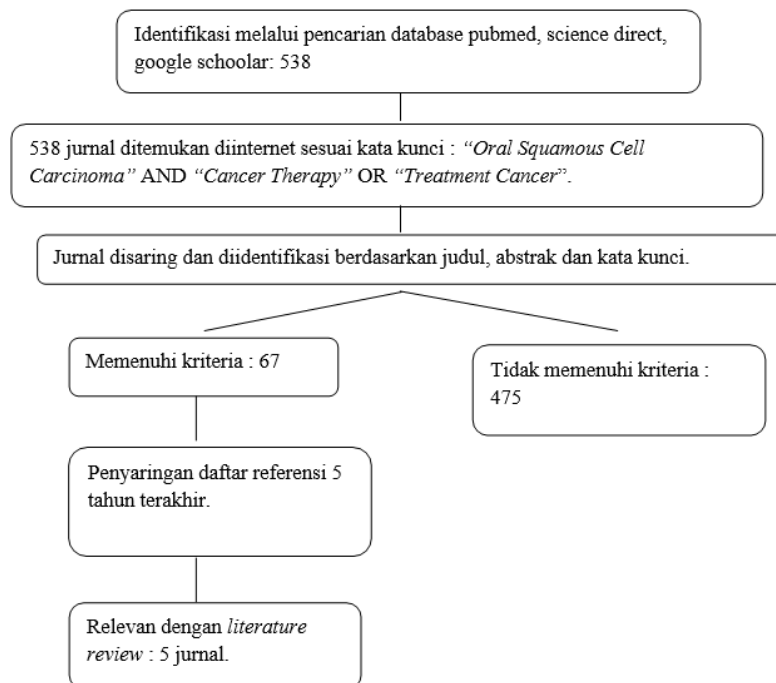 Identifikasi melalui pencarian database pubmed, science direct,
google schoolar: 538
538 jurnal ditemukan diinternet sesuai kata kunci : “Oral Squamous Cell
Carcinoma” AND “Cancer Therapy” OR “Treatment Cancer”.
Jurnal disaring dan diidentifikasi berdasarkan judul, abstrak dan kata kunci.
Memenuhi kriteria : 67
Tidak memenuhi kriteria :
475
Penyaringan daftar referensi 5
tahun terakhir.
Relevan dengan literature
review : 5 jurnal.